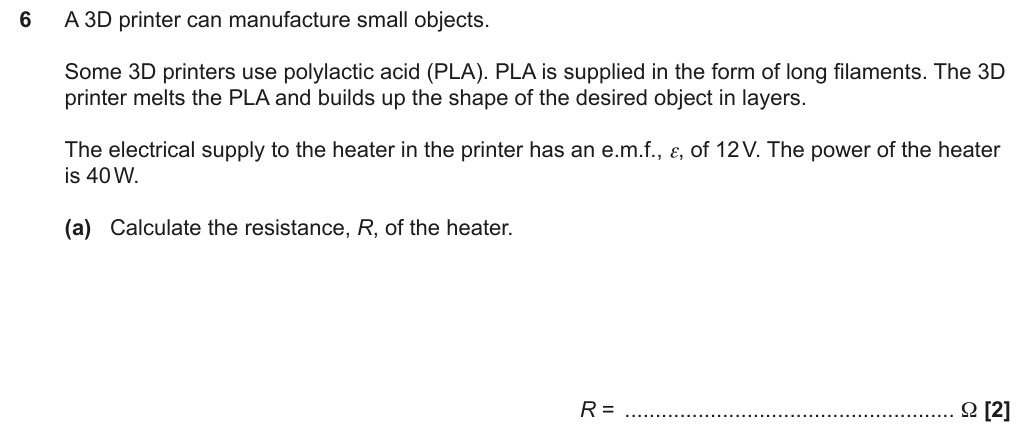 6 A 3D printer can manufacture small objects.
Some 3D printers use polylactic acid (PLA). PLA is supplied in the form of long filaments. The 3D
printer melts the PLA and builds up the shape of the desired object in layers.
The electrical supply to the heater in the printer has an e.m.f., ε, of 12 V. The power of the heater
is 40 W.
(a) Calculate the resistance, R, of the heater.
R = ..................................................... Ω [2]